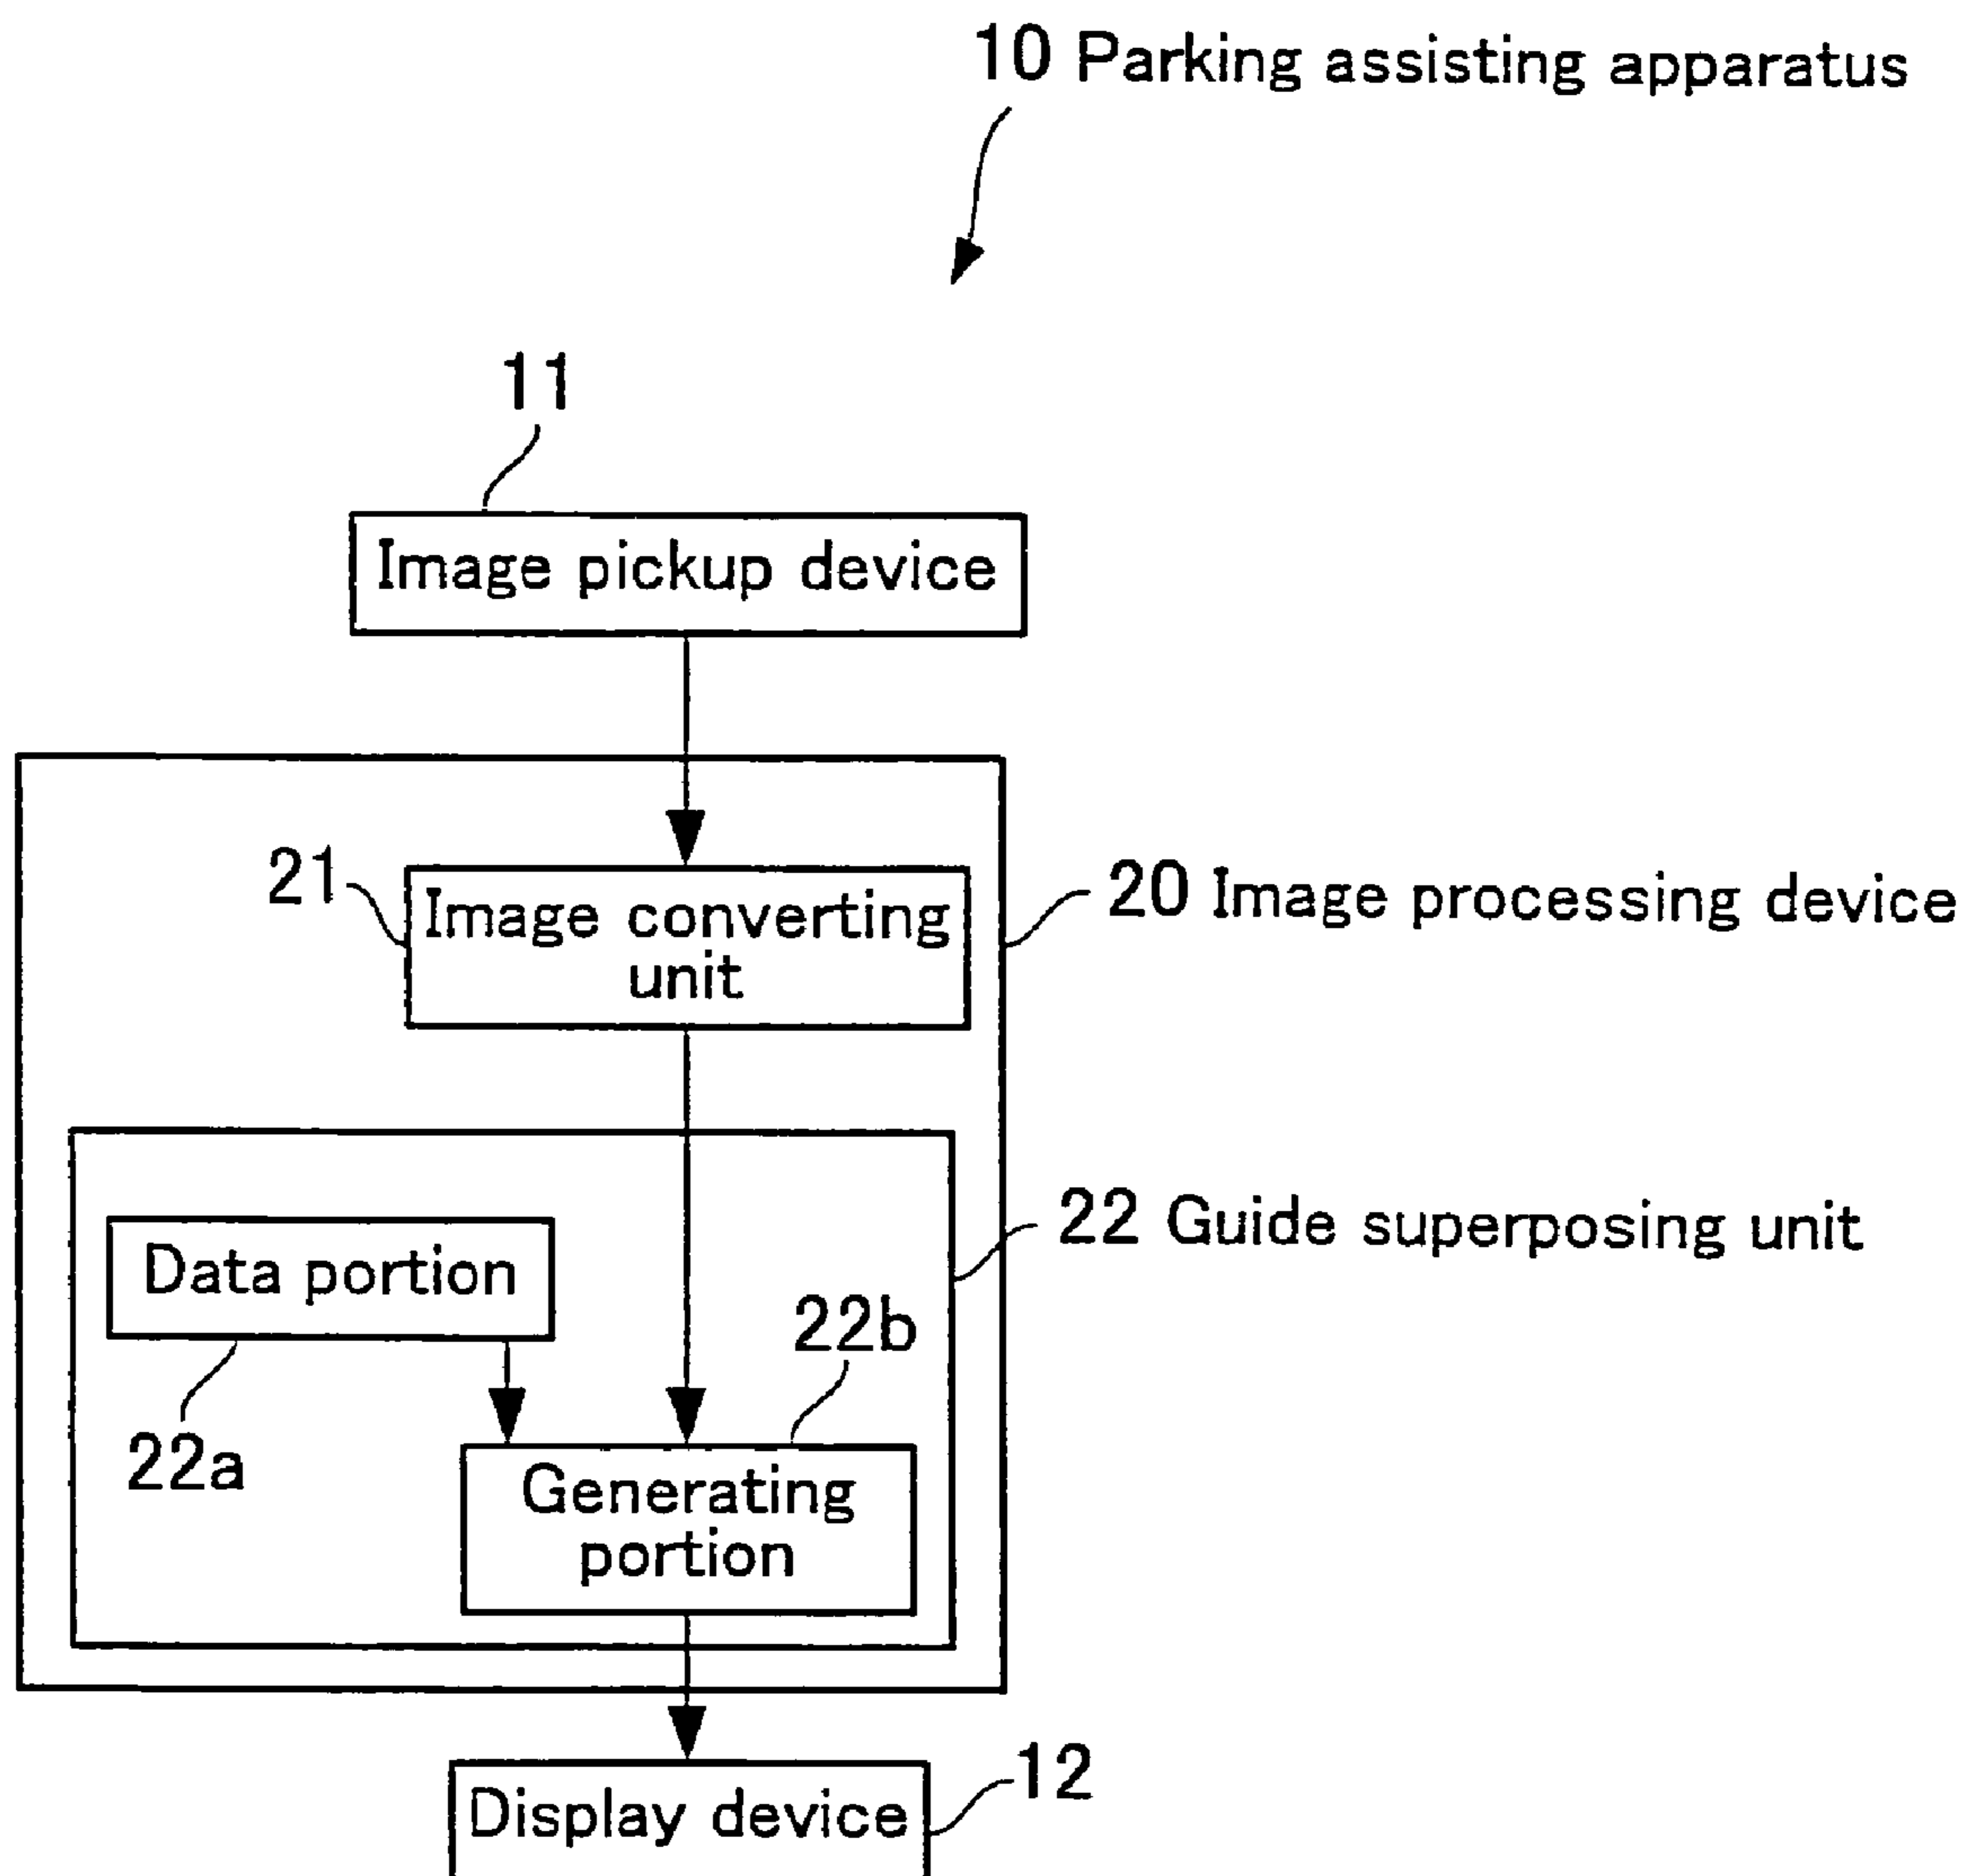 10 Parking assisting apparatus
11
Image pickup device
21
Image converting
unit
20 Image processing device
22 Guide superposing unit
Data portion
22a
22b
Generating
portion
Display device
12